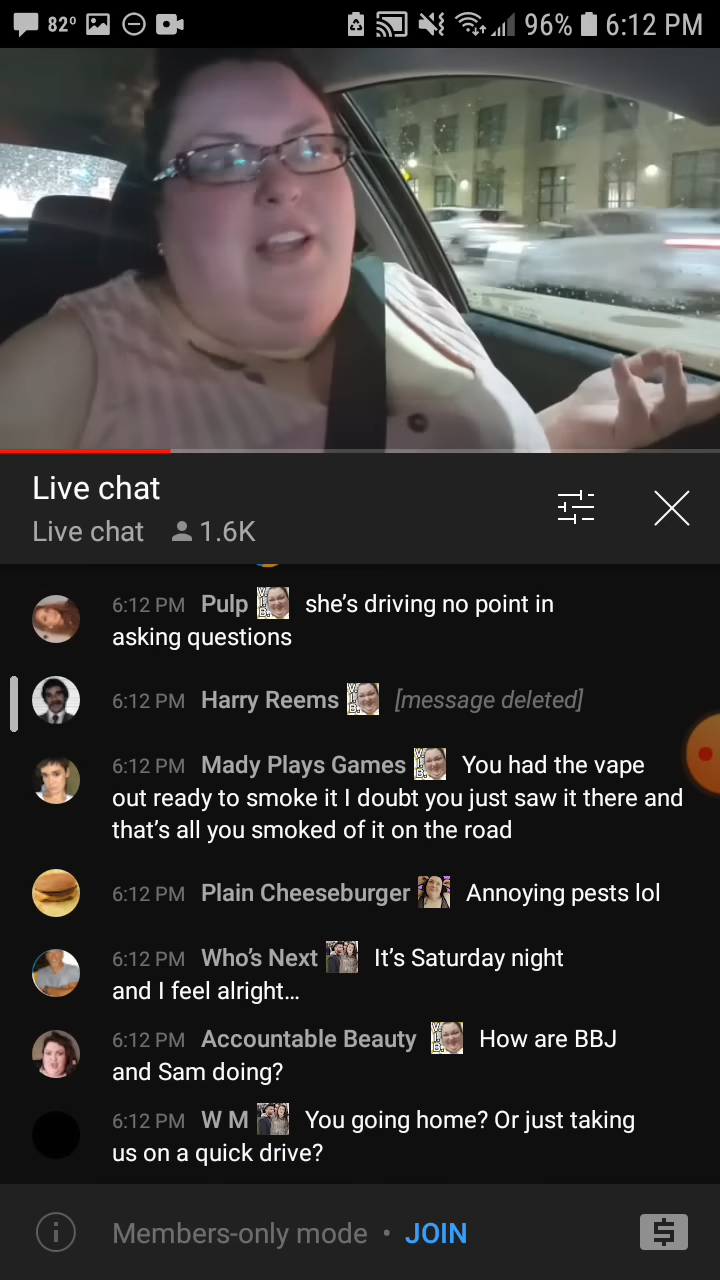 82° 96% 6:12 PM
Live chat
Live chat 1.6K
6:12 PM Pulp she's driving no point in
asking questions
6:12 PM Harry Reems [message deleted]
6:12 PM Mady Plays Games You had the vape
out ready to smoke it I doubt you just saw it there and
that's all you smoked of it on the road
6:12 PM Plain Cheeseburger Annoying pests lol
6:12 PM Who's Next It's Saturday night
and I feel alright...
6:12 PM Accountable Beauty How are BBJ
and Sam doing?
6:12 PM W M You going home? Or just taking
us on a quick drive?
Members-only mode • JOIN